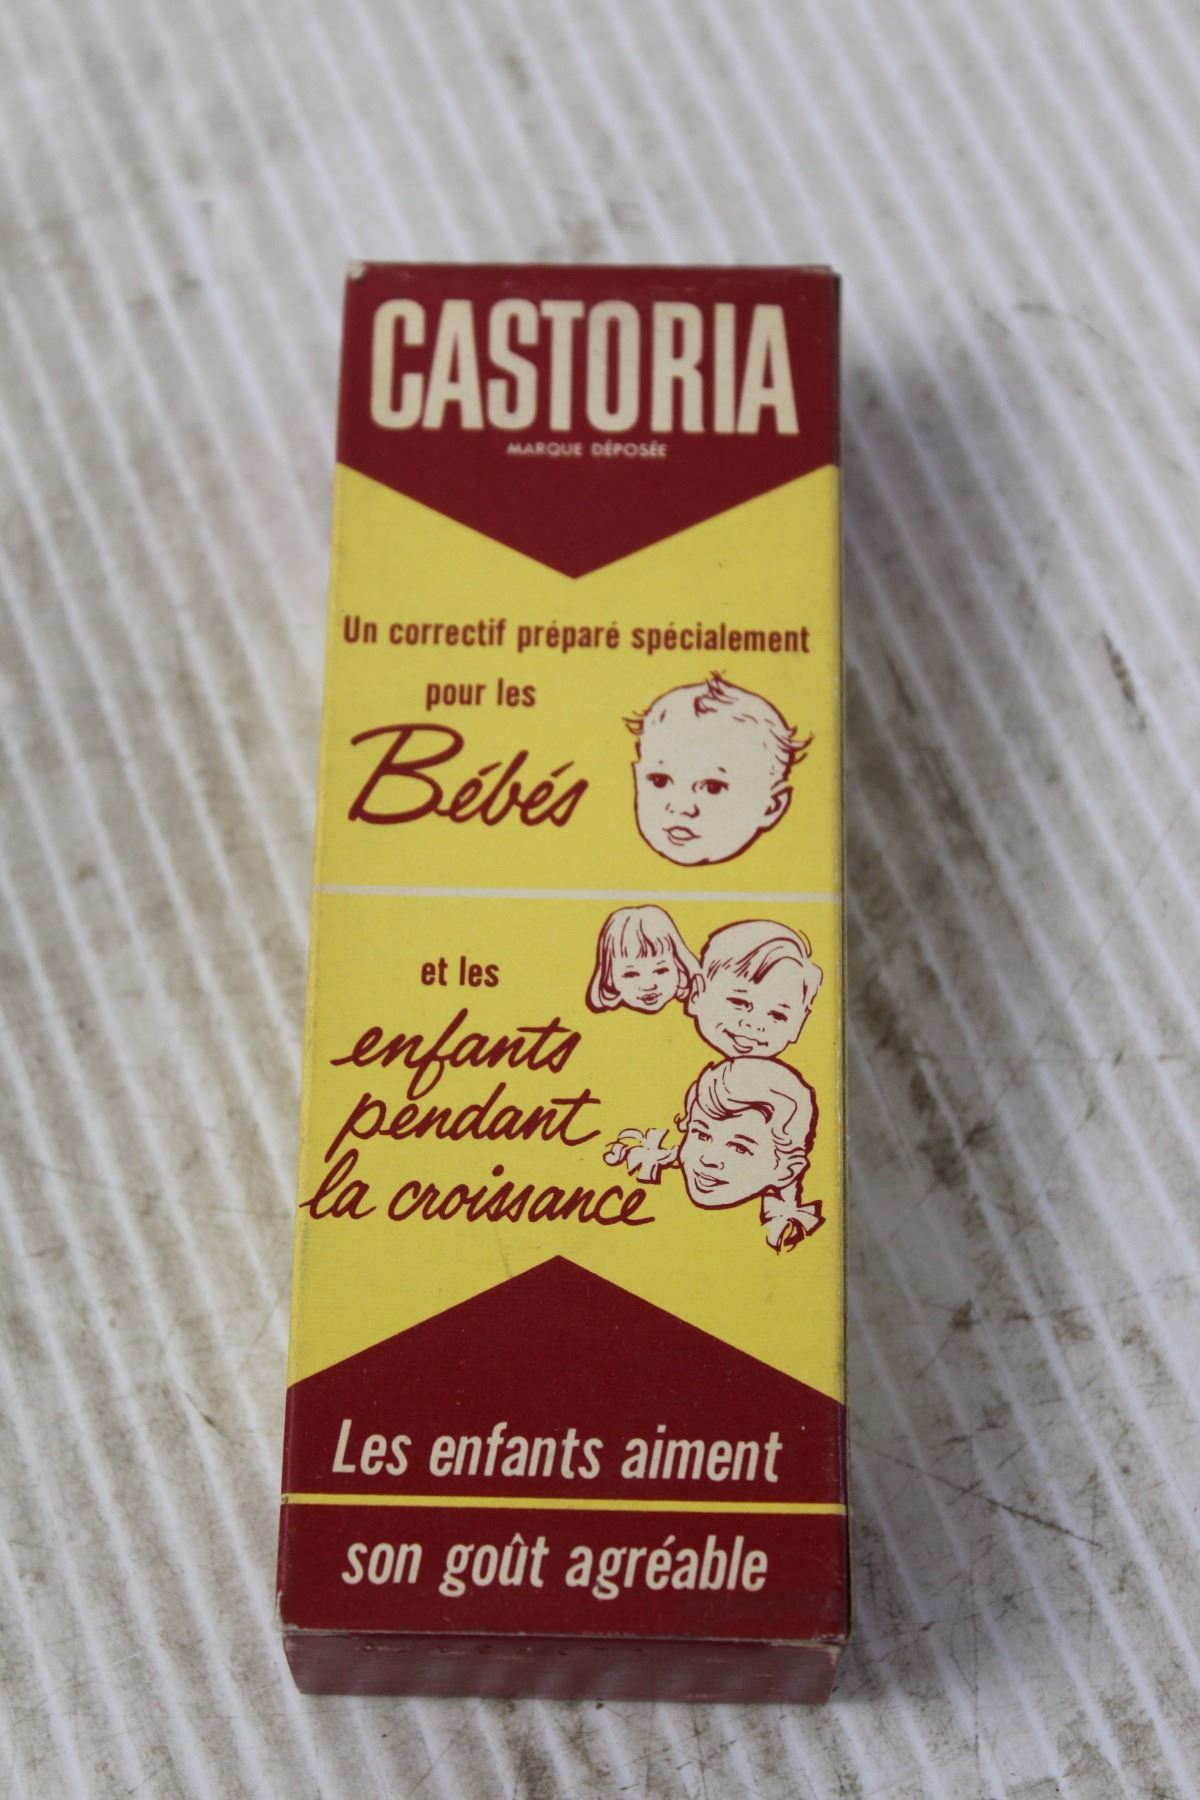 CASTORIA
MARQUE DÉPOSÉE
Un correctif préparé spécialement
pour les
Bébés
et les
enfants
pendant
la croissance
Les enfants aiment
son goût agréable